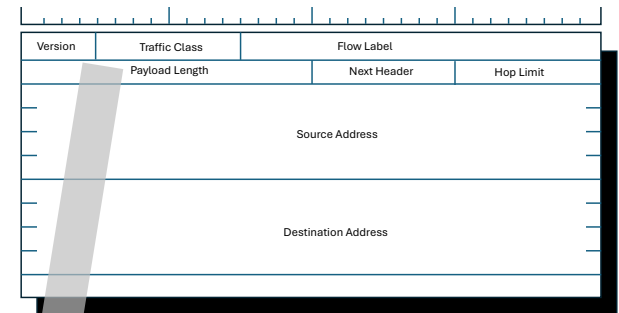 Version Traffic Class Flow Label
Payload Length Next Header Hop Limit
Source Address
Destination Address